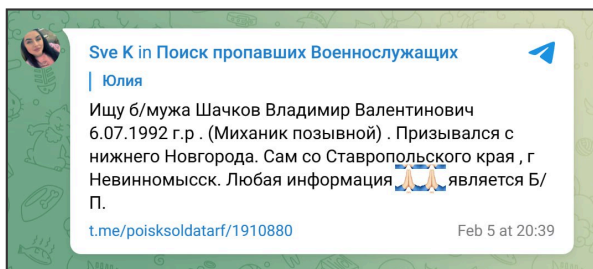 Sve K in Поиск пропавших Военнослужащих
Юлия
Ищу б/мужа Шачков Владимир Валентинович
6.07.1992 г.р . (Миханик позывной) . Призывался с
нижнего Новгорода. Сам со Ставропольского края , г
Невинномысск. Любая информация 🙏🏻🙏🏻 является Б/
П.
t.me/poisksoldatarf/1910880 Feb 5 at 20:39